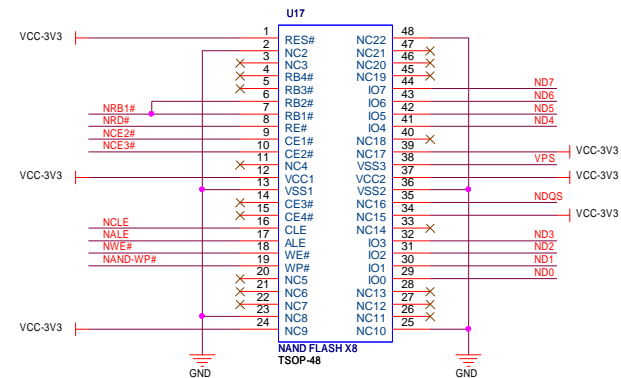 U17
VCC-3V3 1 RES# NC22 48
2 NC2 NC21 47
3 NC3 NC20 46
4 RB4# NC19 45
5 RB3# IO7 44 ND7
6 RB2# IO6 43 ND6
NRB1# 7 RB1# IO5 42 ND5
NRD# 8 RE# IO4 41 ND4
NCE2# 9 CE1# NC18 40
NCE3# 10 CE2# NC17 39 VCC-3V3
11 NC4 VSS3 38 VPS
VCC-3V3 12 VCC1 VCC2 37 VCC-3V3
13 VSS1 VSS2 36
14 CE3# NC16 35 NDQS
15 CE4# NC15 34 VCC-3V3
NCLE 16 CLE NC14 33
NALE 17 ALE IO3 32 ND3
NWE# 18 WE# IO2 31 ND2
NAND-WP# 19 WP# IO1 30 ND1
20 NC5 IO0 29 ND0
21 NC6 NC13 28
22 NC7 NC12 27
23 NC8 NC11 26
VCC-3V3 24 NC9 NC10 25
NAND FLASH X8
TSOP-48
GND GND